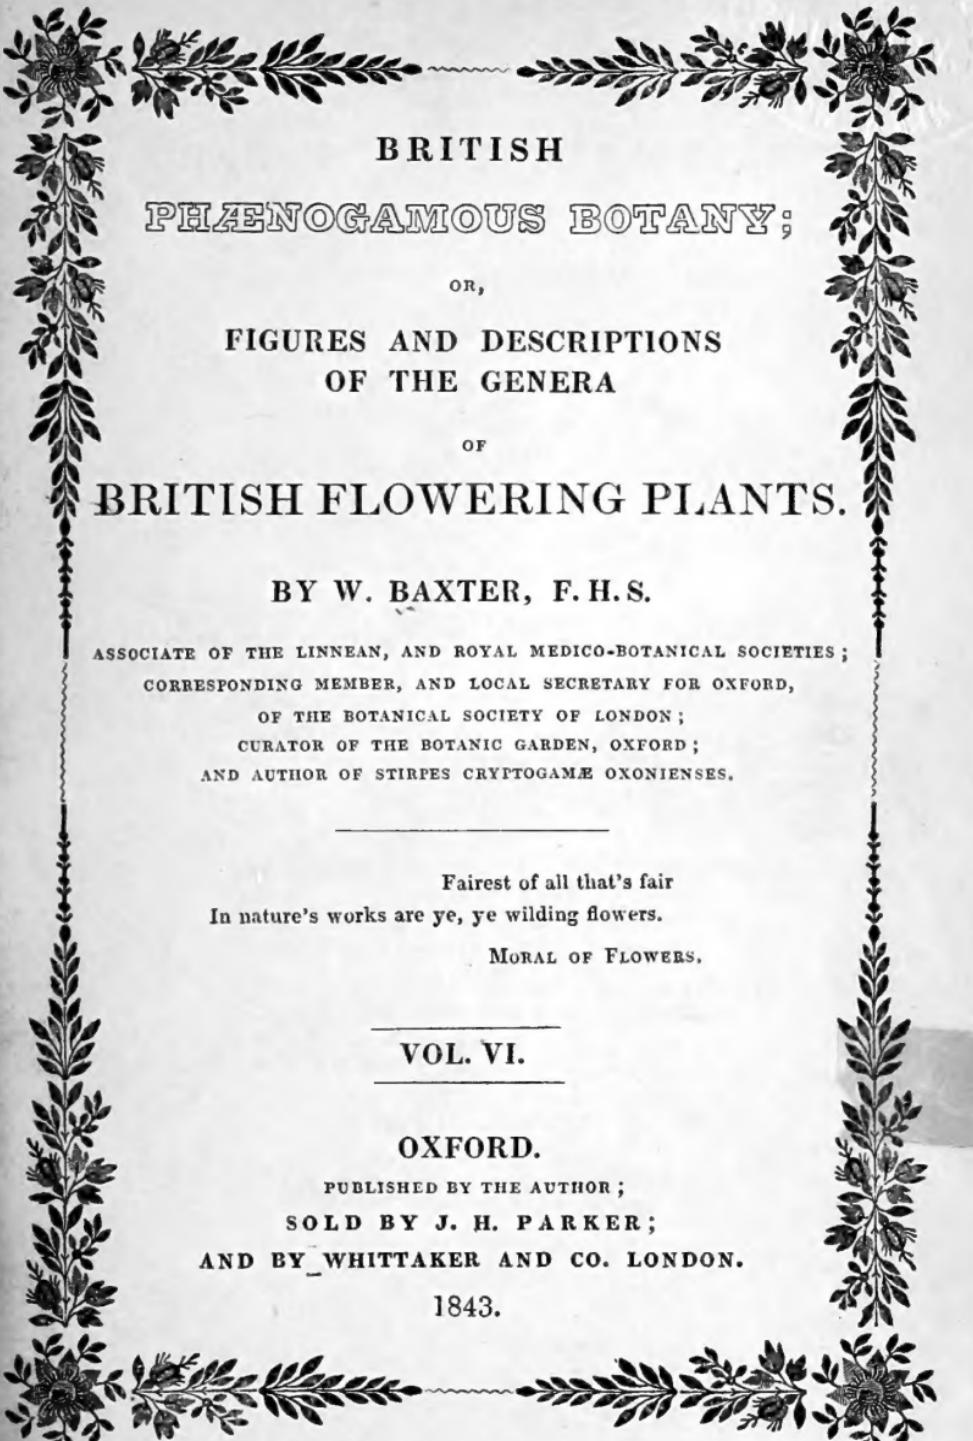 BRITISH
PHÆNOGAMOUS BOTANY;
OR,
FIGURES AND DESCRIPTIONS
OF THE GENERA
OF
BRITISH FLOWERING PLANTS.
BY W. BAXTER, F.H.S.
ASSOCIATE OF THE LINNEAN, AND ROYAL MEDICO-BOTANICAL SOCIETIES;
CORRESPONDING MEMBER, AND LOCAL SECRETARY FOR OXFORD,
OF THE BOTANICAL SOCIETY OF LONDON;
CURATOR OF THE BOTANIC GARDEN, OXFORD;
AND AUTHOR OF STIRPES CRYPTOGAMÆ OXONIENSES.
Fairest of all that's fair
In nature's works are ye, ye wilding flowers.
MORAL OF FLOWERS.
VOL. VI.
OXFORD.
PUBLISHED BY THE AUTHOR;
SOLD BY J. H. PARKER;
AND BY WHITTAKER AND CO. LONDON.
1843.